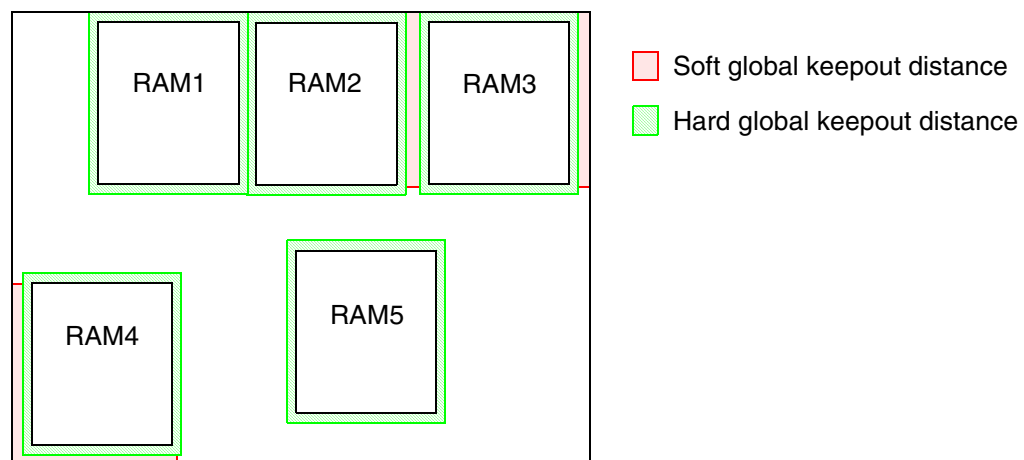 RAM1
RAM2
RAM3
RAM4
RAM5
Soft global keepout distance
Hard global keepout distance